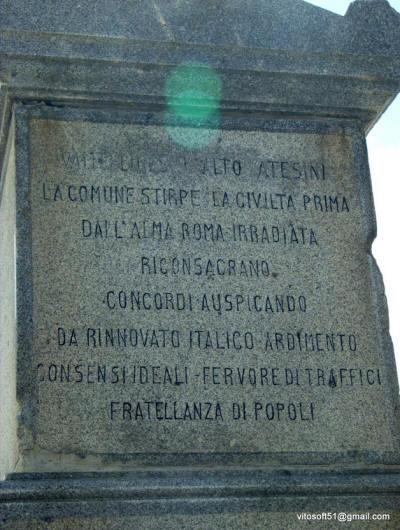 VALTELLINESI ALTO ATESINI
LA COMUNE STIRPE LA CIVILTA PRIMA
DALL'ALMA ROMA IRRADIATA
RICONSACRANO
CONCORDI AUSPICANDO
DA RINNOVATO ITALICO ARDIMENTO
CONSENSI IDEALI - FERVORE DI TRAFFICI
FRATELLANZA DI POPOLI
vitosoft51@gmail.com